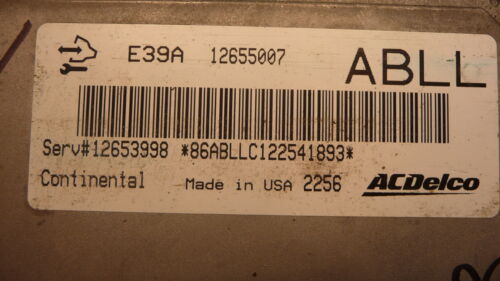 E39A 12655007 ABLL
Serv#12653998 *86ABLLC122541893*
Continental Made in USA 2256 ACDelco